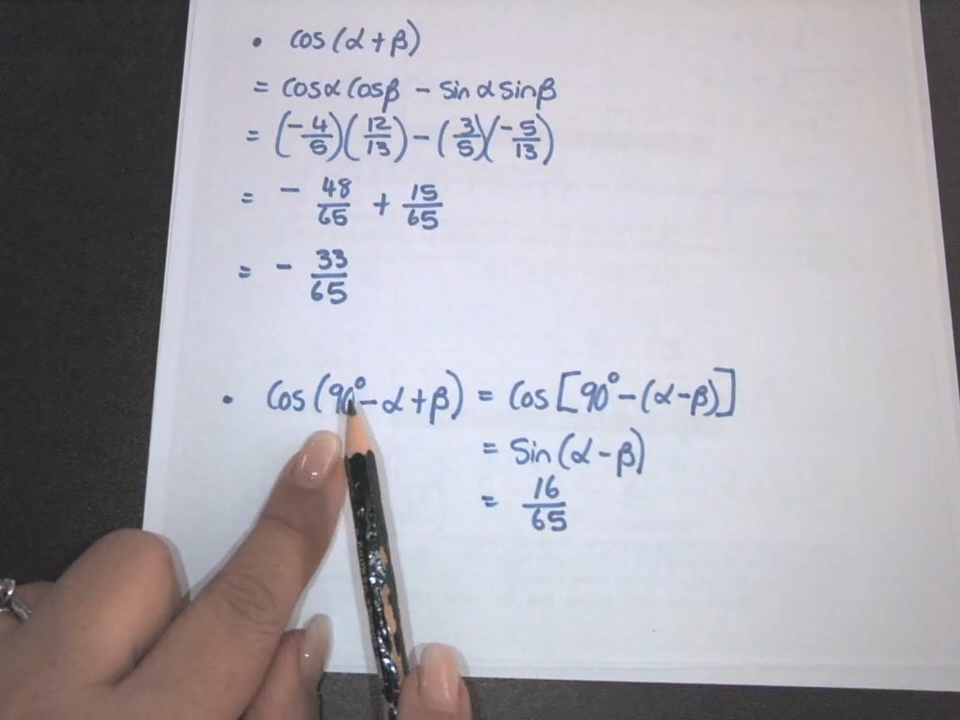 • cos(α+β)
= cosα cosβ - sinα sinβ
= (-4/5)(12/13) - (3/5)(-5/13)
= - 48/65 + 15/65
= - 33/65
• cos(90°-α+β) = cos[90°-(α-β)]
= sin(α-β)
= 16/65